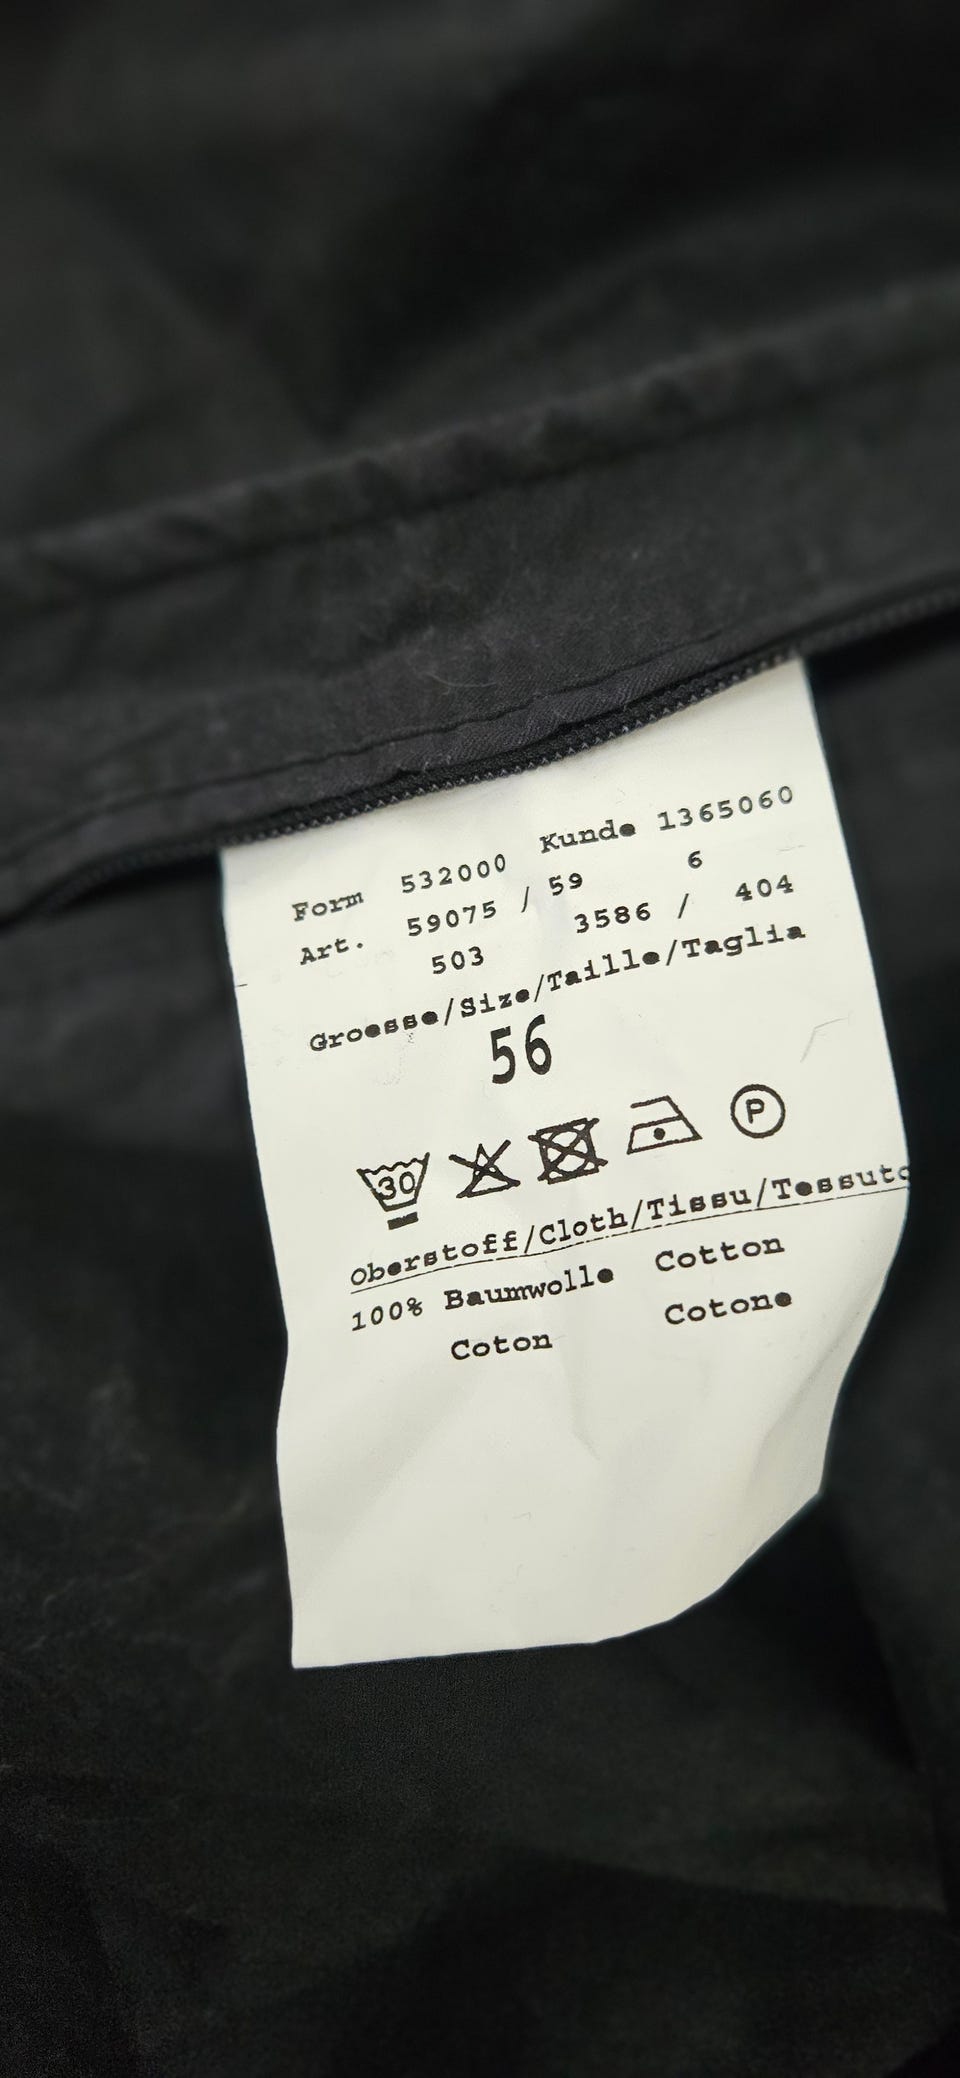 Form 532000 Kunde 1365060
Art. 59075 / 59 6
503 3586 / 404
Groesse/Size/Taille/Taglia
56
30 P
Oberstoff/Cloth/Tissu/Tessuto
100% Baumwolle Cotton
Coton Cotone